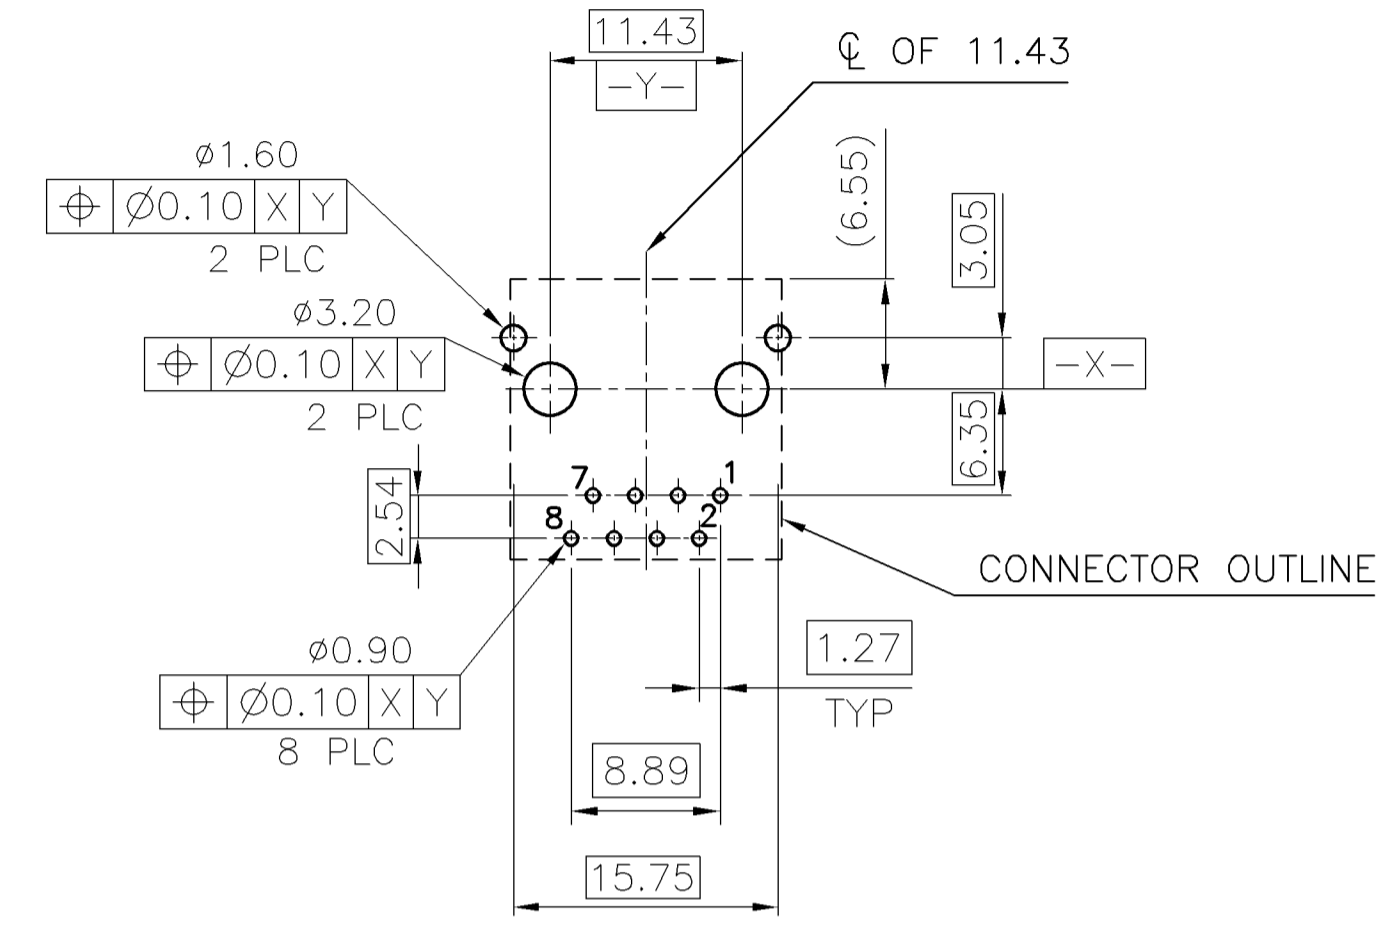 11.43
-Y-
℄ OF 11.43
ø1.60
⌖ Ø0.10 X Y
2 PLC
(6.55)
3.05
ø3.20
⌖ Ø0.10 X Y
2 PLC
-X-
6.35
7 1
2.54
8 2
CONNECTOR OUTLINE
ø0.90
⌖ Ø0.10 X Y
8 PLC
1.27
TYP
8.89
15.75